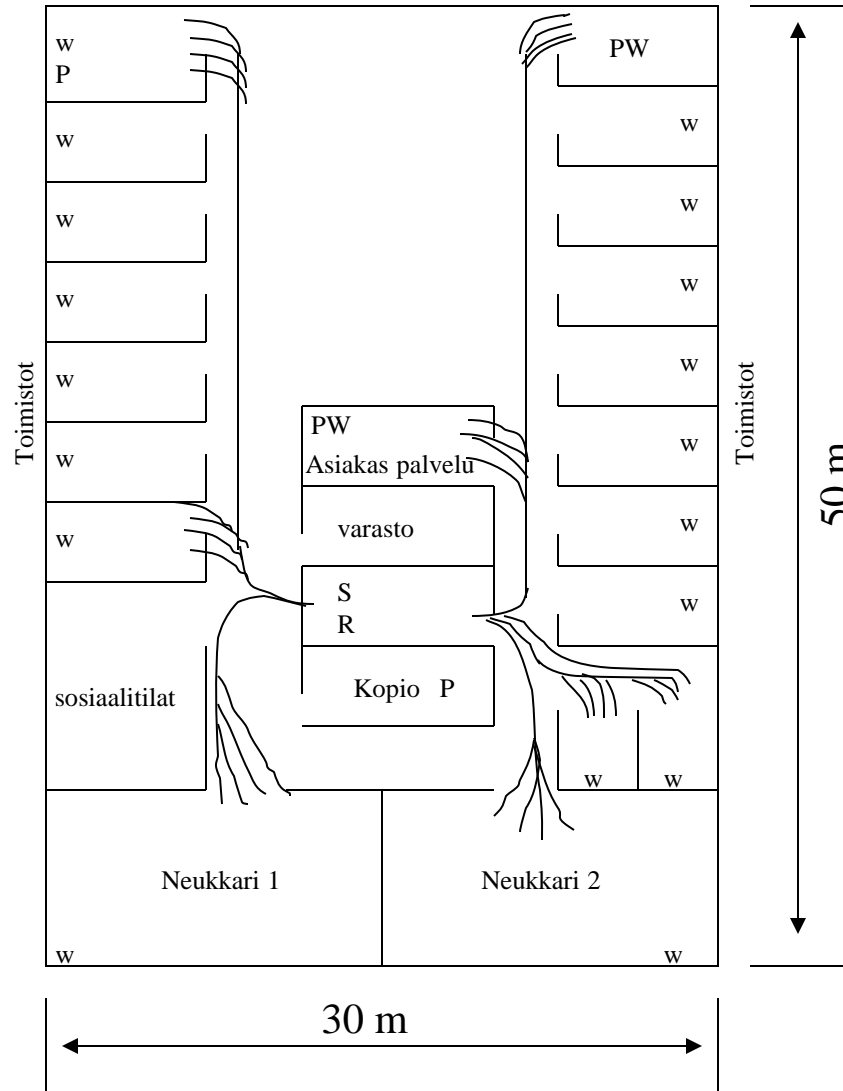 w
P
PW
w
w
w
w
w
w
w
w
w
w
Toimistot
Toimistot
PW
Asiakas palvelu
w
w
50 m
varasto
w
w
S
R
w
sosiaalitilat
Kopio P
w
w
Neukkari 1
Neukkari 2
w
w
30 m